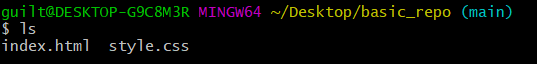 guilt@DESKTOP-G9C8M3R MINGW64 ~/Desktop/basic_repo (main)
$ ls
index.html  style.css